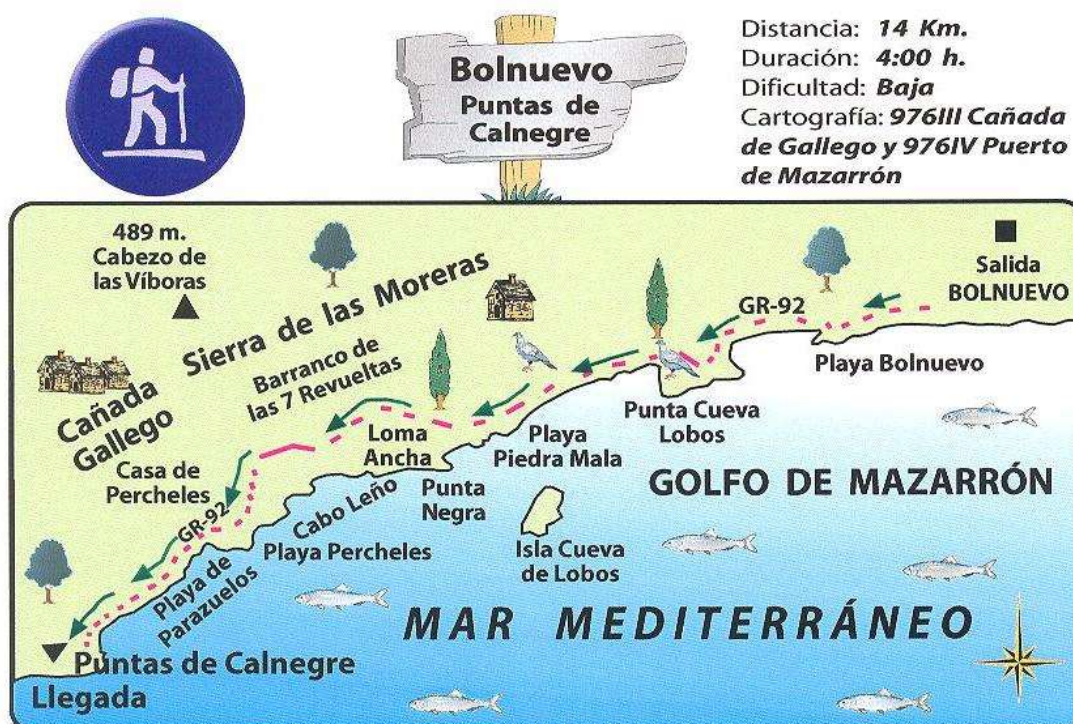 Bolnuevo
Puntas de
Calnegre
Distancia: 14 Km.
Duración: 4:00 h.
Dificultad: Baja
Cartografía: 976III Cañada
de Gallego y 976IV Puerto
de Mazarrón
489 m.
Cabezo de
las Víboras
Sierra de las Moreras
Salida
BOLNUEVO
GR-92
Playa Bolnuevo
Barranco de
las 7 Revueltas
Cañada
Gallego
Punta Cueva
Lobos
Loma
Ancha
Playa
Piedra Mala
Casa de
Percheles
GOLFO DE MAZARRÓN
Punta
Negra
Cabo Leño
GR-92
Isla Cueva
de Lobos
Playa Percheles
Playa de
Parazuelos
MAR MEDITERRÁNEO
Puntas de Calnegre
Llegada